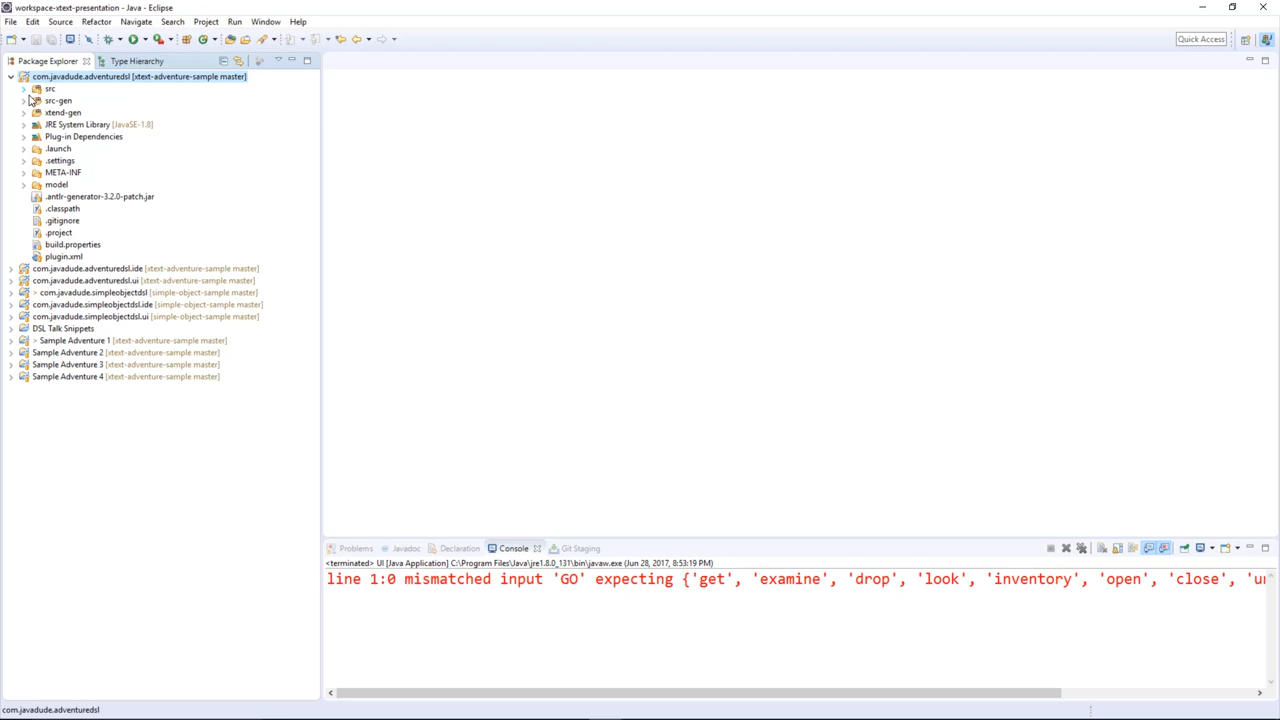 workspace-xtext-presentation - Java - Eclipse
File Edit Source Refactor Navigate Search Project Run Window Help
Quick Access
Package Explorer Type Hierarchy
com.javadude.adventuredsl [xtext-adventure-sample master]
src
src-gen
xtend-gen
JRE System Library [JavaSE-1.8]
Plug-in Dependencies
.launch
.settings
META-INF
model
.antlr-generator-3.2.0-patch.jar
.classpath
.gitignore
.project
build.properties
plugin.xml
com.javadude.adventuredsl.ide [xtext-adventure-sample master]
com.javadude.adventuredsl.ui [xtext-adventure-sample master]
> com.javadude.simpleobjectdsl [simple-object-sample master]
com.javadude.simpleobjectdsl.ide [simple-object-sample master]
com.javadude.simpleobjectdsl.ui [simple-object-sample master]
DSL Talk Snippets
> Sample Adventure 1 [xtext-adventure-sample master]
Sample Adventure 2 [xtext-adventure-sample master]
Sample Adventure 3 [xtext-adventure-sample master]
Sample Adventure 4 [xtext-adventure-sample master]
Problems Javadoc Declaration Console Git Staging
<terminated> UI [Java Application] C:\Program Files\Java\jre1.8.0_131\bin\javaw.exe (Jun 28, 2017, 8:53:19 PM)
line 1:0 mismatched input 'GO' expecting {'get', 'examine', 'drop', 'look', 'inventory', 'open', 'close', 'un
com.javadude.adventuredsl